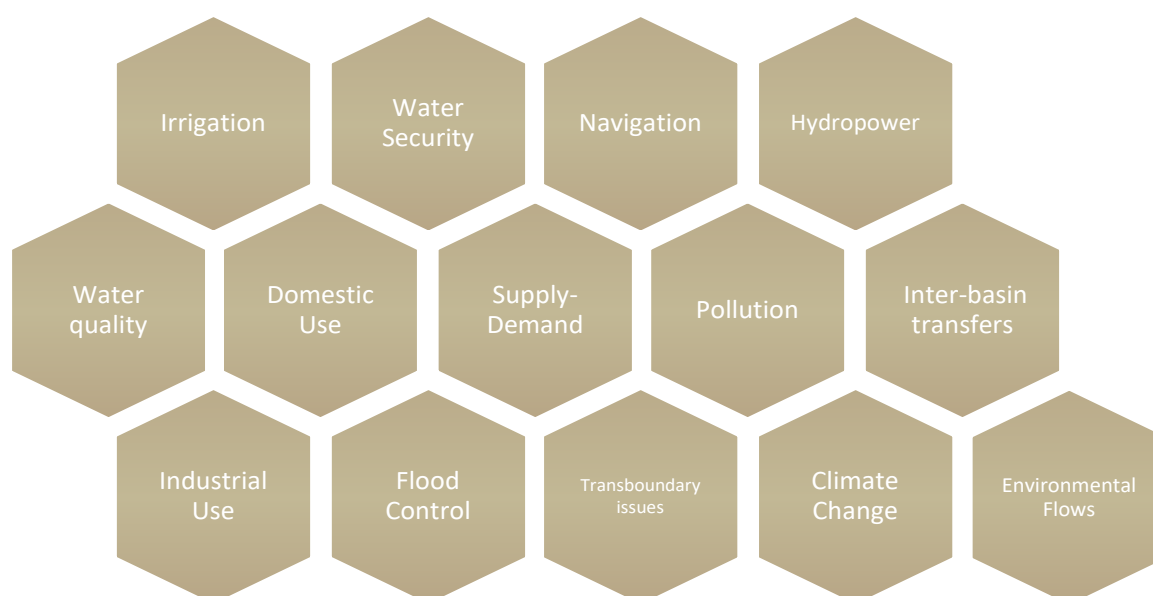 Irrigation
Water
Security
Navigation
Hydropower
Water
quality
Domestic
Use
Supply-
Demand
Pollution
Inter-basin
transfers
Industrial
Use
Flood
Control
Transboundary
issues
Climate
Change
Environmental
Flows